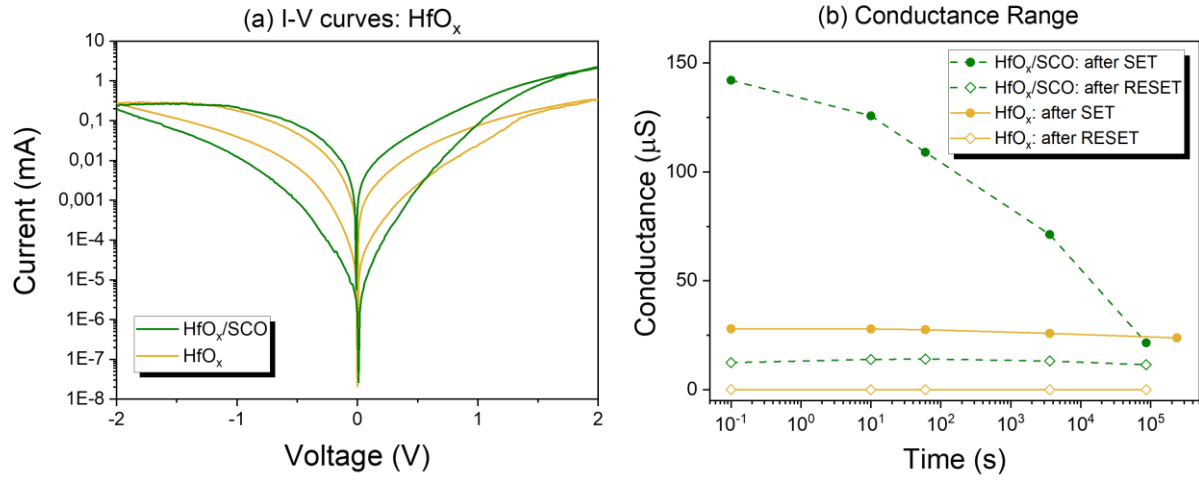 (a) I-V curves: HfOₓ
10
1
0,1
0,01
0,001
1E-4
1E-5
1E-6
1E-7
1E-8
Current (mA)
HfOₓ/SCO
HfOₓ
-2
-1
0
1
2
Voltage (V)
(b) Conductance Range
150
100
50
0
Conductance (μS)
HfOₓ/SCO: after SET
HfOₓ/SCO: after RESET
HfOₓ: after SET
HfOₓ: after RESET
10⁻¹
10⁰
10¹
10²
10³
10⁴
10⁵
Time (s)